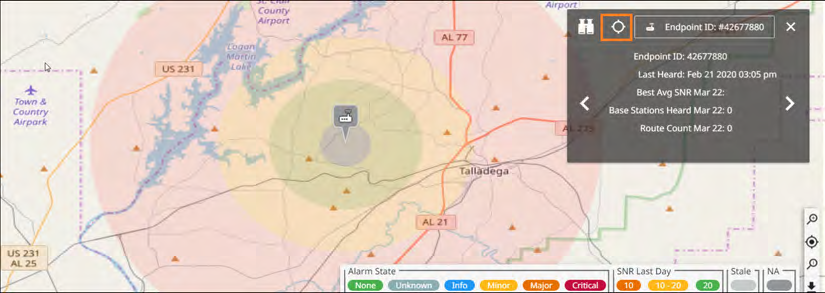 St. Clair
County
Airport
Airport
AL 77
Logan
Martin
Lake
US 231
Town &
Country
Airpark
Talladega
AL 21
US 231
AL 25
Endpoint ID: #42677880
Endpoint ID: 42677880
Last Heard: Feb 21 2020 03:05 pm
Best Avg SNR Mar 22:
Base Stations Heard Mar 22: 0
Route Count Mar 22: 0
AL 275
Alarm State
None Unknown Info Minor Major Critical
SNR Last Day
10 10 - 20 20
Stale
NA